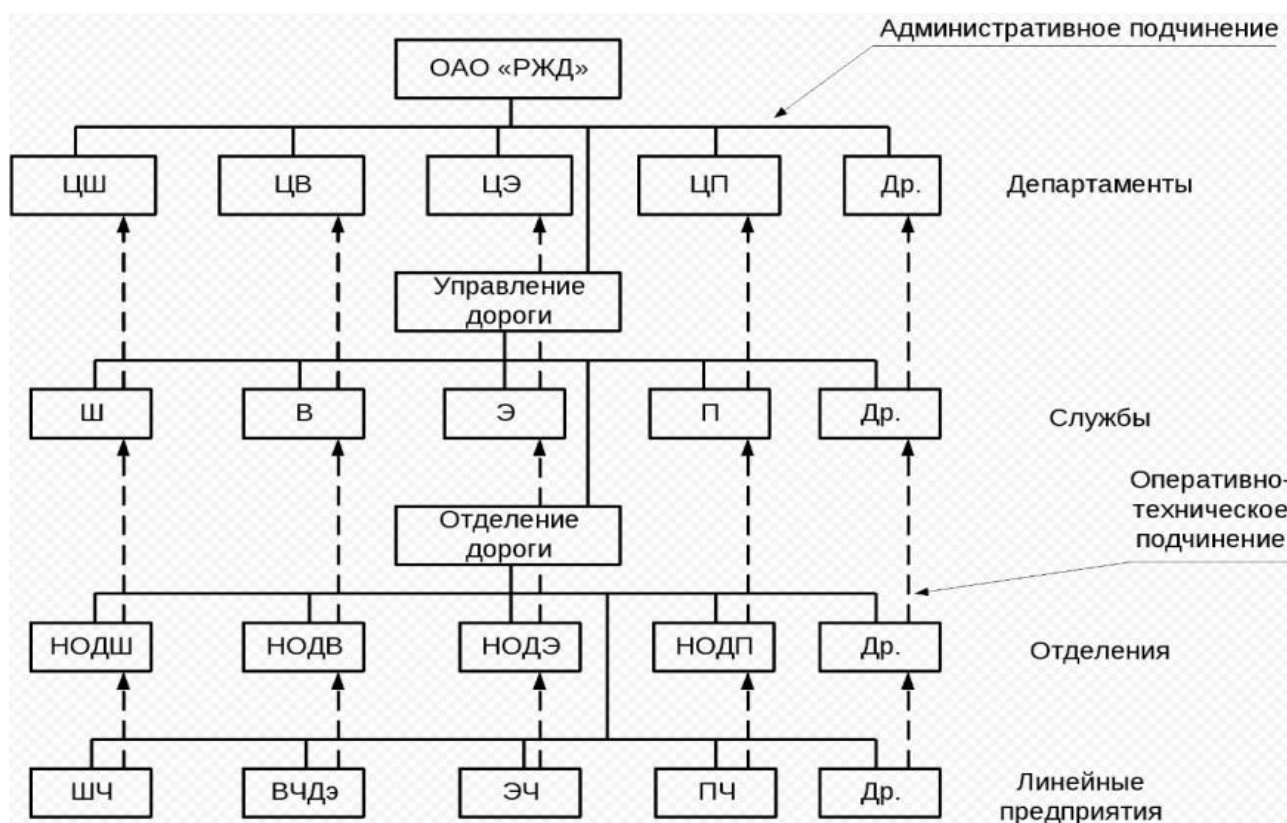 Административное подчинение
ОАО «РЖД»
ЦШ
ЦВ
ЦЭ
ЦП
Др.
Департаменты
Управление
дороги
Ш
В
Э
П
Др.
Службы
Оперативно-
техническое
подчинение
Отделение
дороги
НОДШ
НОДВ
НОДЭ
НОДП
Др.
Отделения
ШЧ
ВЧДэ
ЭЧ
ПЧ
Др.
Линейные
предприятия